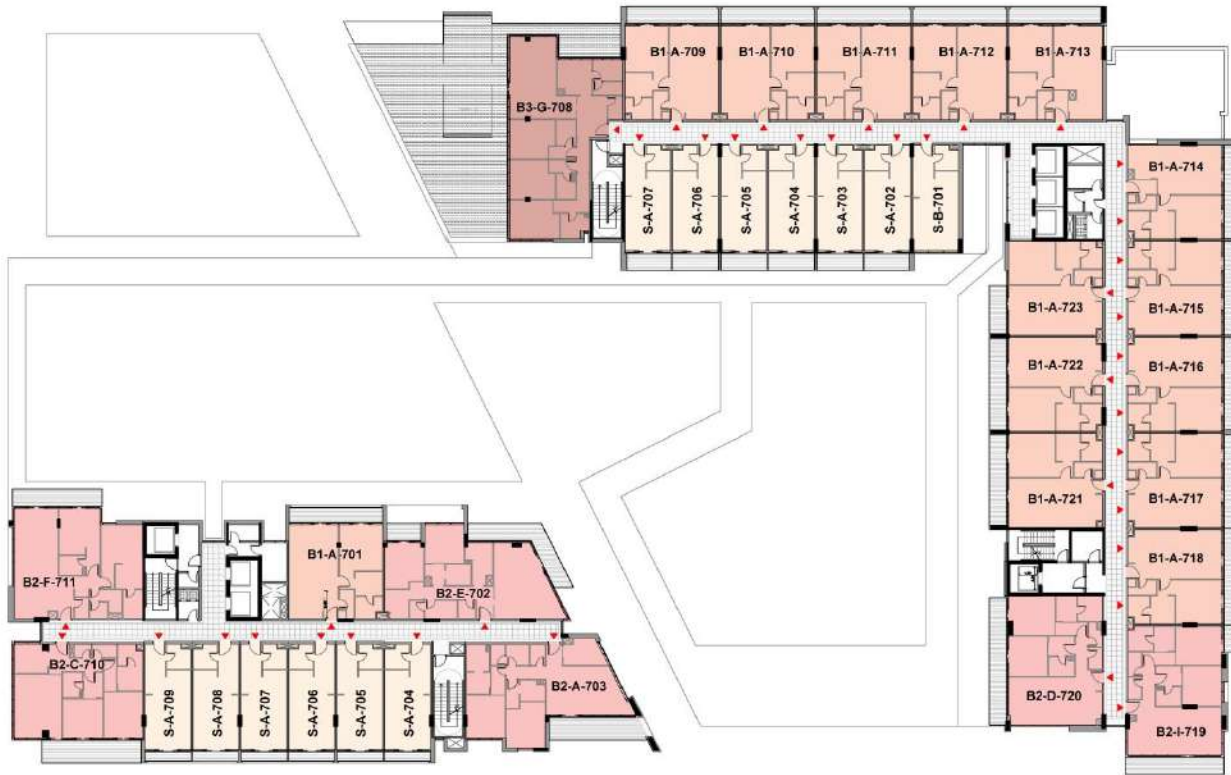 B1-A-709
B1-A-710
B1-A-711
B1-A-712
B1-A-713
B3-G-708
S-A-707
S-A-706
S-A-705
S-A-704
S-A-703
S-A-702
S-B-701
B1-A-714
B1-A-723
B1-A-715
B1-A-722
B1-A-716
B1-A-721
B1-A-717
B1-A-718
B2-D-720
B2-I-719
B2-F-711
B1-A-701
B2-E-702
B2-C-710
S-A-709
S-A-708
S-A-707
S-A-706
S-A-705
S-A-704
B2-A-703